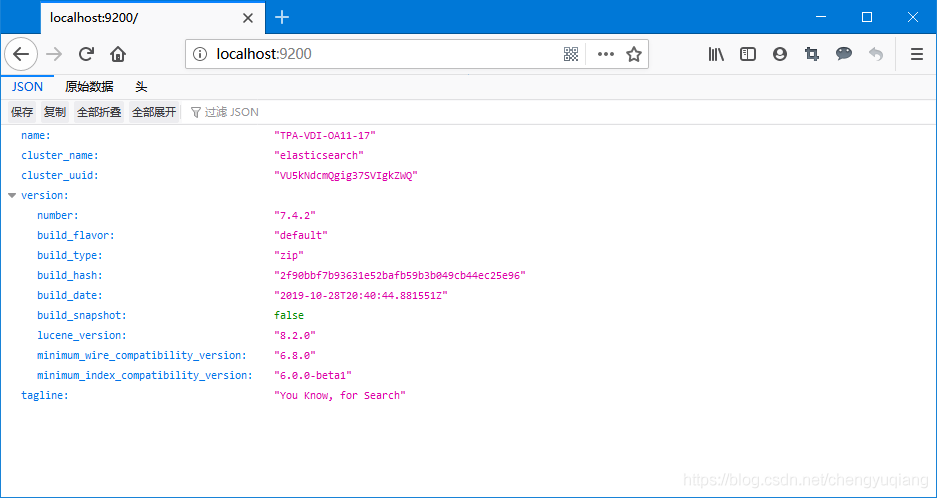 localhost:9200/
localhost:9200
JSON 原始数据 头
保存 复制 全部折叠 全部展开 过滤 JSON
name: "TPA-VDI-OA11-17"
cluster_name: "elasticsearch"
cluster_uuid: "VU5kNdcmQgig37SVIgkZWQ"
version:
number: "7.4.2"
build_flavor: "default"
build_type: "zip"
build_hash: "2f90bbf7b93631e52bafb59b3b049cb44ec25e96"
build_date: "2019-10-28T20:40:44.881551Z"
build_snapshot: false
lucene_version: "8.2.0"
minimum_wire_compatibility_version: "6.8.0"
minimum_index_compatibility_version: "6.0.0-beta1"
tagline: "You Know, for Search"
https://blog.csdn.net/chengyuqiang